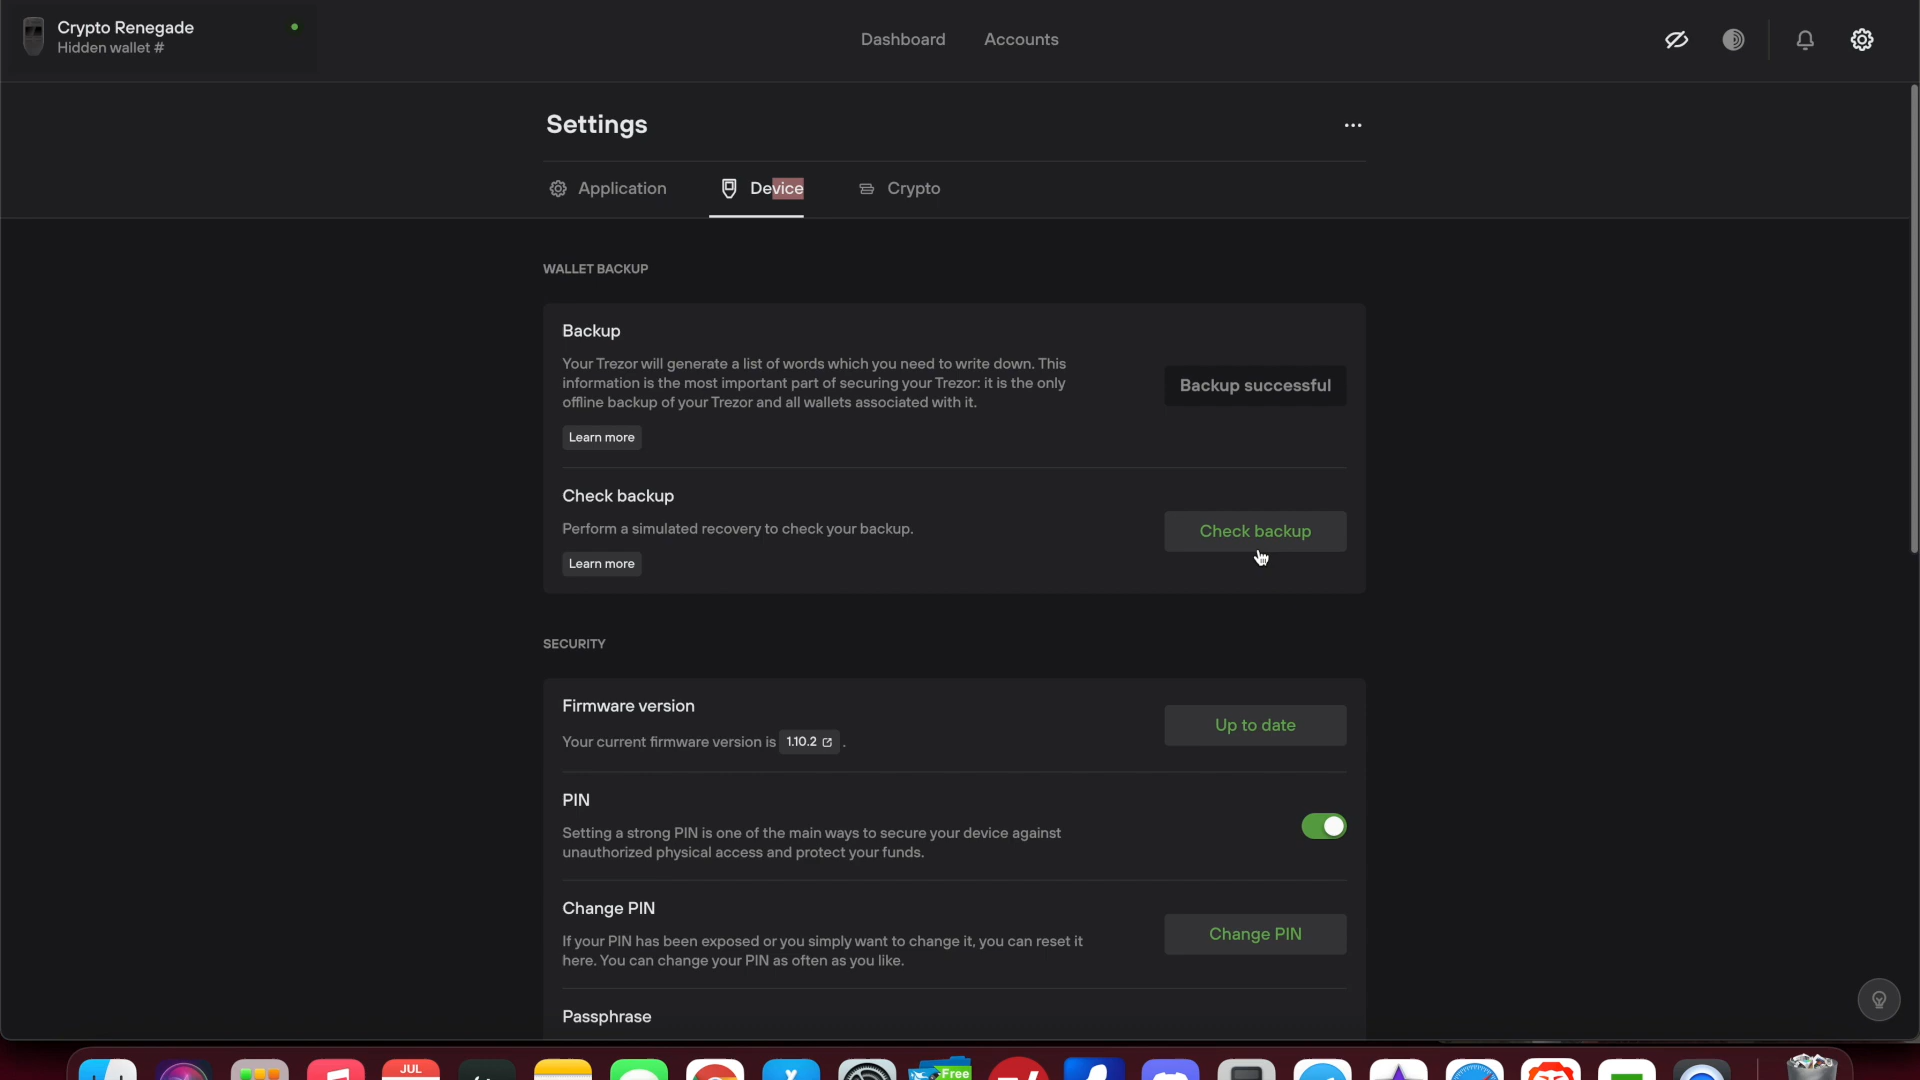 Crypto Renegade
Hidden wallet #
Dashboard
Accounts
Settings
Application
Device
Crypto
WALLET BACKUP
Backup
Your Trezor will generate a list of words which you need to write down. This
information is the most important part of securing your Trezor: it is the only
offline backup of your Trezor and all wallets associated with it.
Backup successful
Learn more
Check backup
Perform a simulated recovery to check your backup.
Check backup
Learn more
SECURITY
Firmware version
Your current firmware version is 1.10.2 .
Up to date
PIN
Setting a strong PIN is one of the main ways to secure your device against
unauthorized physical access and protect your funds.
Change PIN
If your PIN has been exposed or you simply want to change it, you can reset it
here. You can change your PIN as often as you like.
Change PIN
Passphrase
JUL
Free